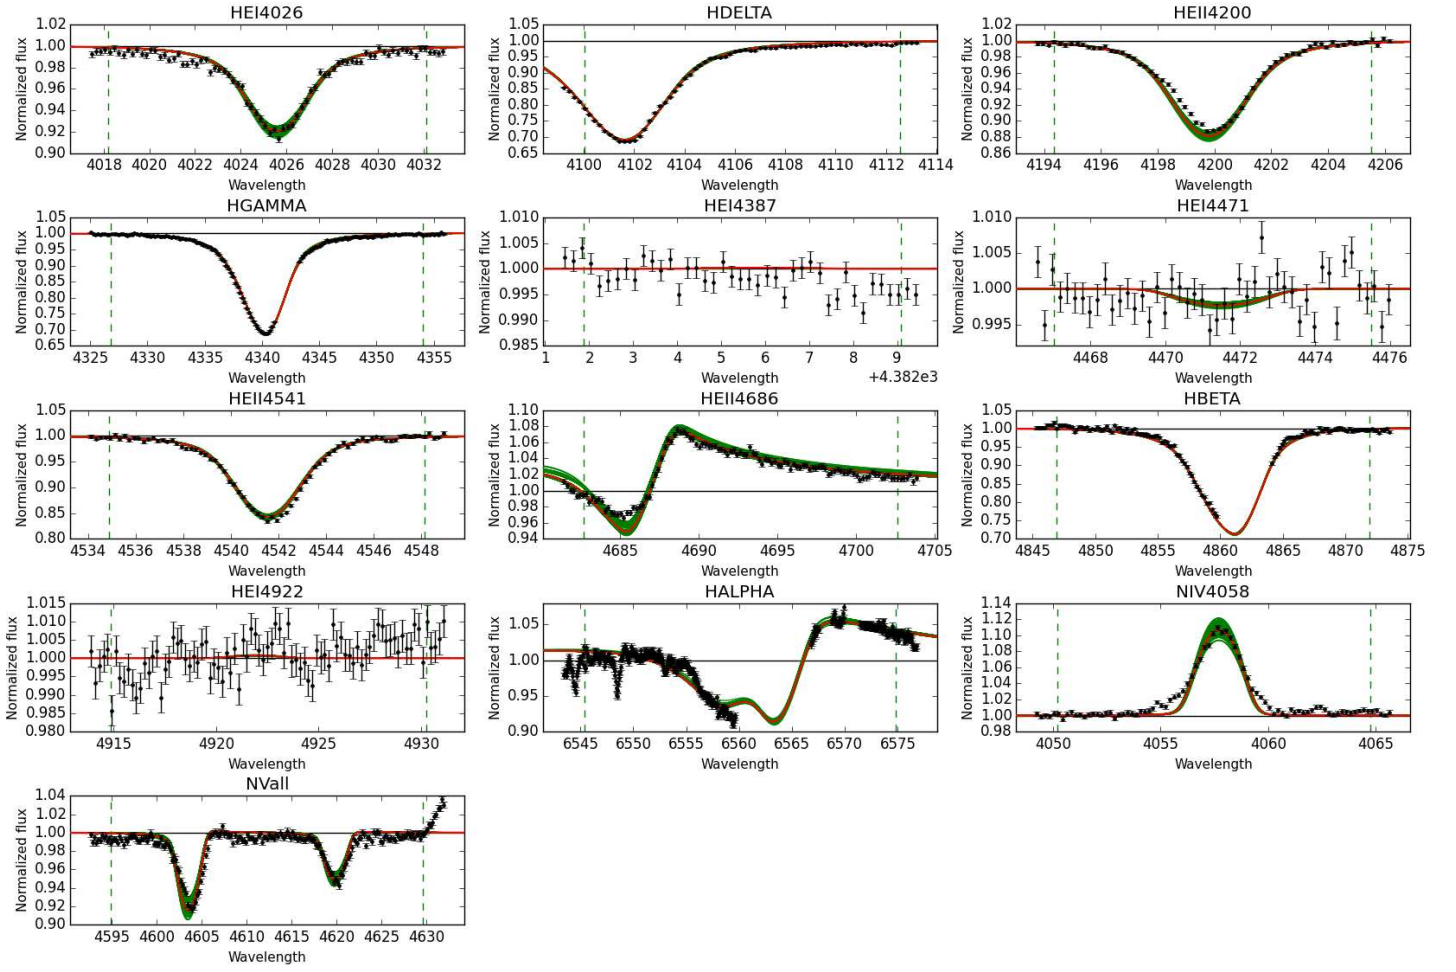 HEI4026
Normalized flux
1.02
1.00
0.98
0.96
0.94
0.92
0.90
4018 4020 4022 4024 4026 4028 4030 4032
Wavelength
HDELTA
Normalized flux
1.05
1.00
0.95
0.90
0.85
0.80
0.75
0.70
0.65
4100 4102 4104 4106 4108 4110 4112 4114
Wavelength
HEII4200
Normalized flux
1.02
1.00
0.98
0.96
0.94
0.92
0.90
0.88
0.86
4194 4196 4198 4200 4202 4204 4206
Wavelength
HGAMMA
Normalized flux
1.05
1.00
0.95
0.90
0.85
0.80
0.75
0.70
0.65
4325 4330 4335 4340 4345 4350 4355
Wavelength
HEI4387
Normalized flux
1.010
1.005
1.000
0.995
0.990
0.985
1 2 3 4 5 6 7 8 9
Wavelength
+4.382e3
HEI4471
Normalized flux
1.010
1.005
1.000
0.995
4468 4470 4472 4474 4476
Wavelength
HEII4541
Normalized flux
1.05
1.00
0.95
0.90
0.85
0.80
4534 4536 4538 4540 4542 4544 4546 4548
Wavelength
HEII4686
Normalized flux
1.10
1.08
1.06
1.04
1.02
1.00
0.98
0.96
0.94
4685 4690 4695 4700 4705
Wavelength
HBETA
Normalized flux
1.05
1.00
0.95
0.90
0.85
0.80
0.75
0.70
4845 4850 4855 4860 4865 4870 4875
Wavelength
HEI4922
Normalized flux
1.015
1.010
1.005
1.000
0.995
0.990
0.985
0.980
4915 4920 4925 4930
Wavelength
HALPHA
Normalized flux
1.05
1.00
0.95
0.90
6545 6550 6555 6560 6565 6570 6575
Wavelength
NIV4058
Normalized flux
1.14
1.12
1.10
1.08
1.06
1.04
1.02
1.00
0.98
4050 4055 4060 4065
Wavelength
NVall
Normalized flux
1.04
1.02
1.00
0.98
0.96
0.94
0.92
0.90
4595 4600 4605 4610 4615 4620 4625 4630
Wavelength